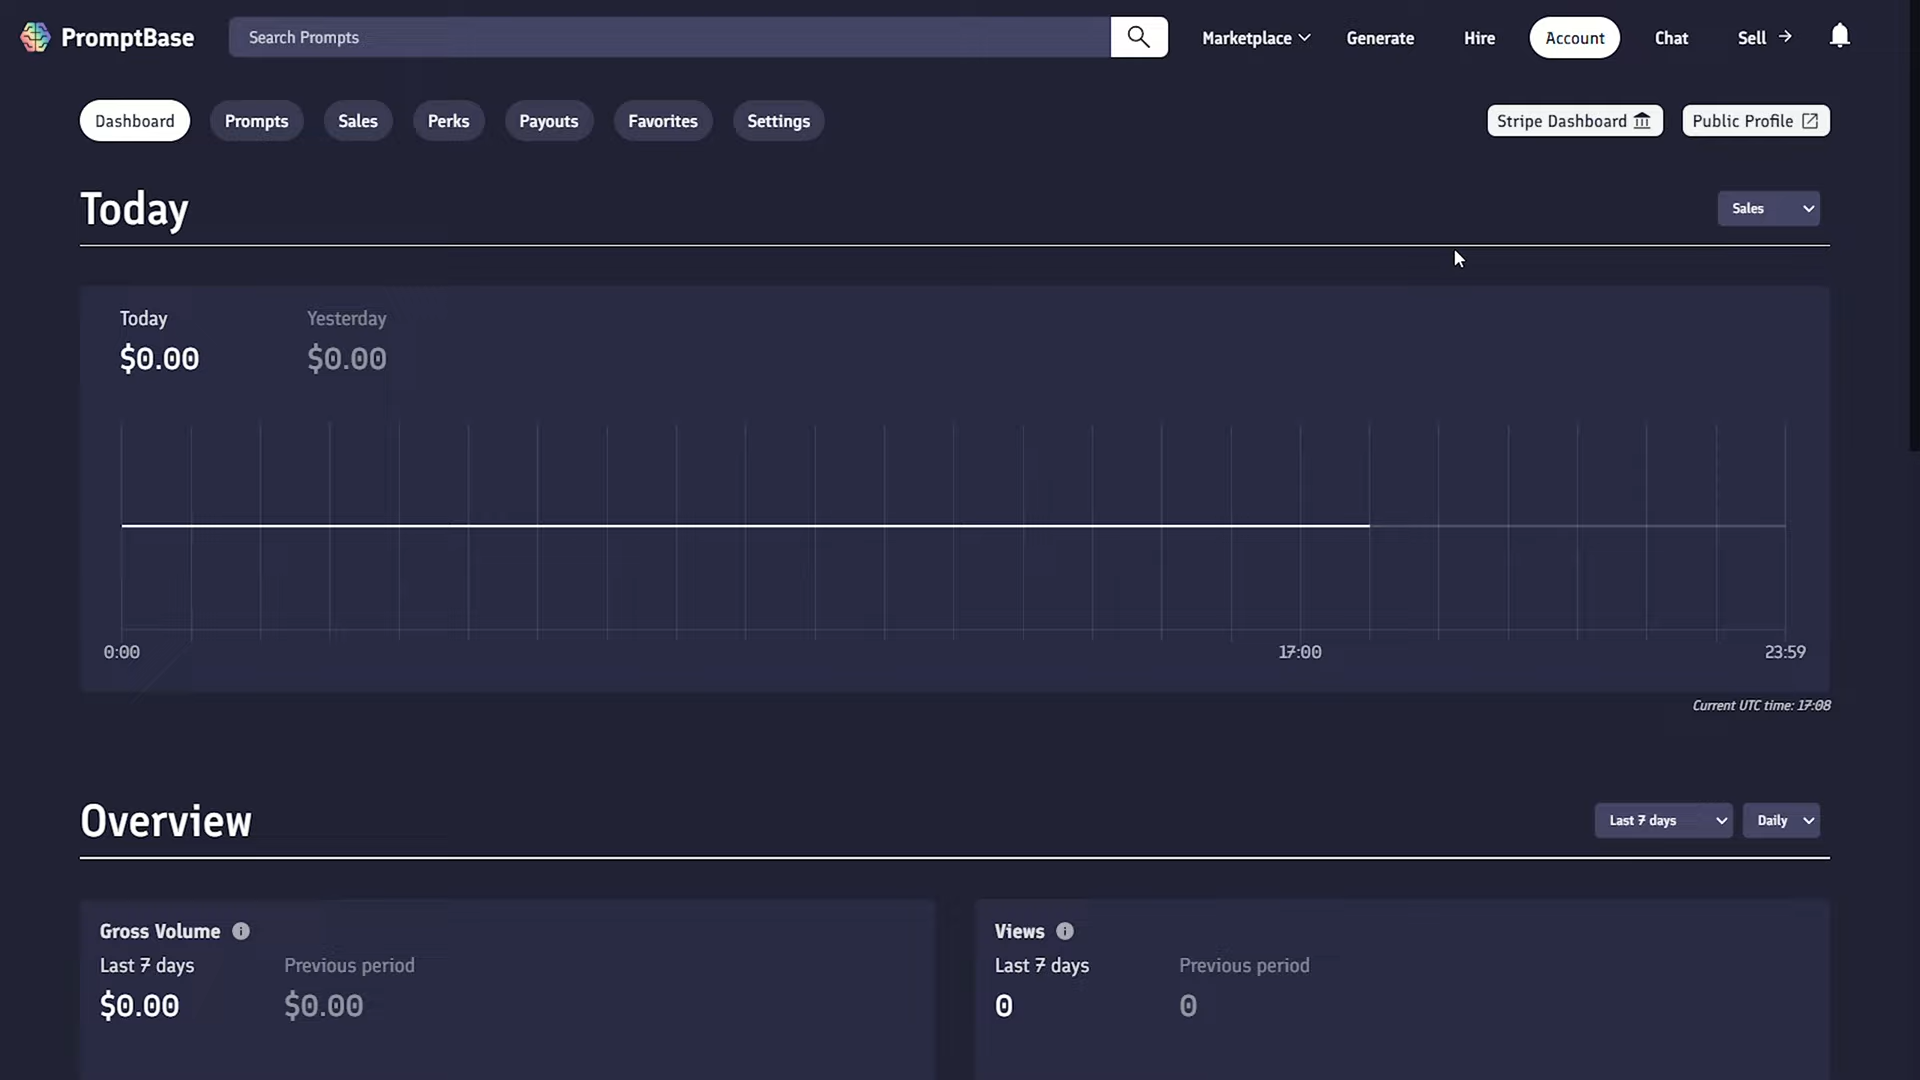 PromptBase
Search Prompts
Marketplace
Generate
Hire
Account
Chat
Sell
Dashboard
Prompts
Sales
Perks
Payouts
Favorites
Settings
Stripe Dashboard
Public Profile
Today
Sales
Today
Yesterday
$0.00
$0.00
0:00
17:00
23:59
Current UTC time: 17:08
Overview
Last 7 days
Daily
Gross Volume
Last 7 days
Previous period
$0.00
$0.00
Views
Last 7 days
Previous period
0
0